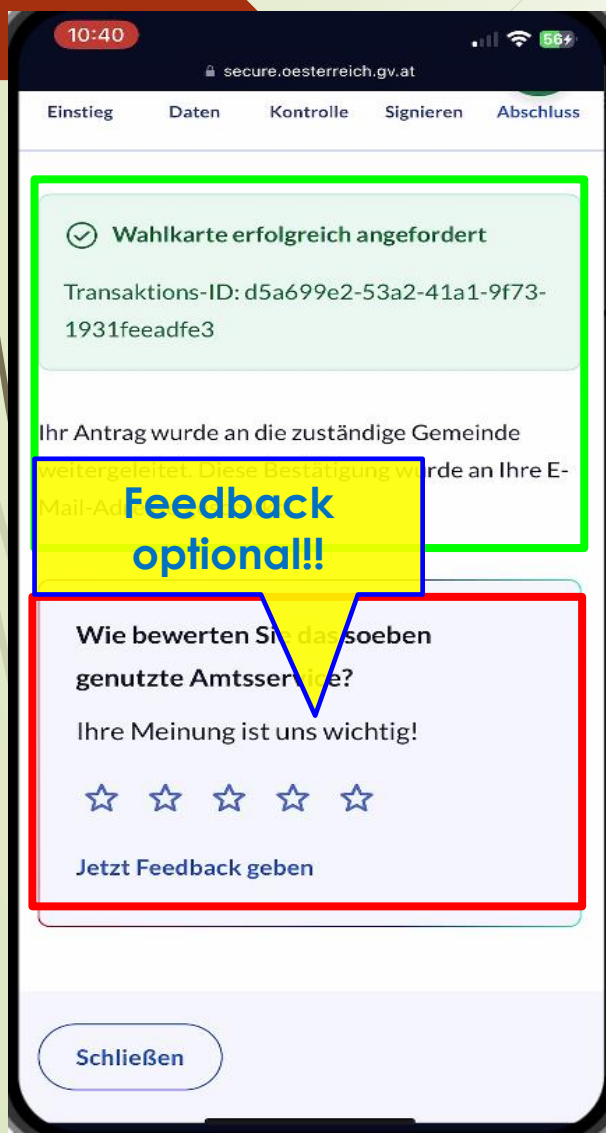 10:40
56
secure.oesterreich.gv.at
Einstieg Daten Kontrolle Signieren Abschluss
Wahlkarte erfolgreich angefordert
Transaktions-ID: d5a699e2-53a2-41a1-9f73-
1931feeadfe3
Ihr Antrag wurde an die zuständige Gemeinde
weitergeleitet. Diese Bestätigung wurde an Ihre E-
Mail-Adresse
Feedback
optional!!
Wie bewerten Sie das soeben
genutzte Amtsservice?
Ihre Meinung ist uns wichtig!
Jetzt Feedback geben
Schließen